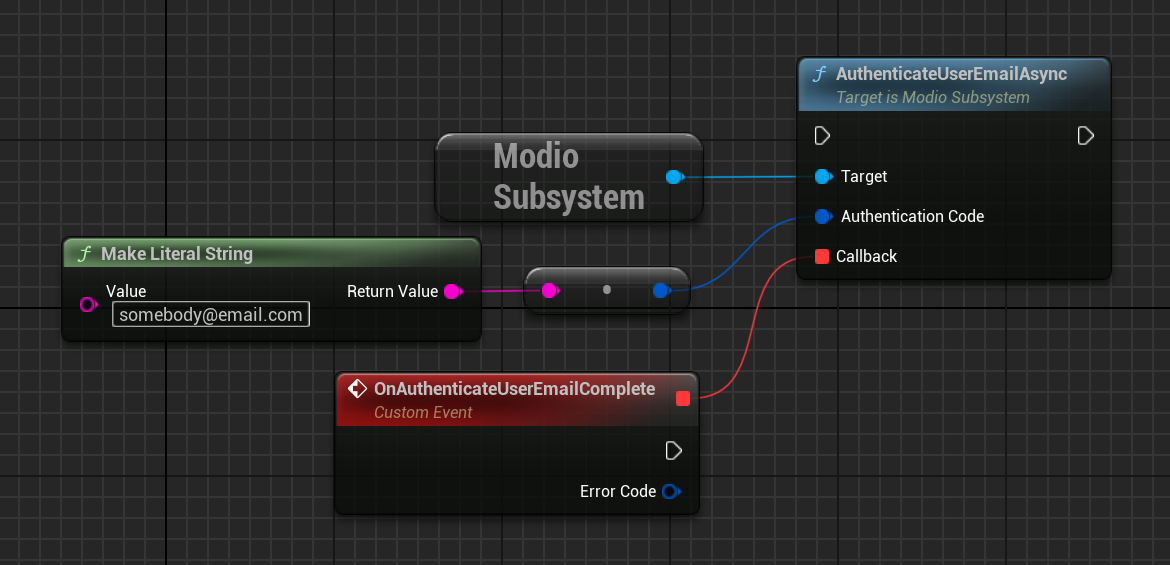 AuthenticateUserEmailAsync
Target is Modio Subsystem
Target
Authentication Code
Callback
Modio
Subsystem
Make Literal String
Value
somebody@email.com
Return Value
OnAuthenticateUserEmailComplete
Custom Event
Error Code